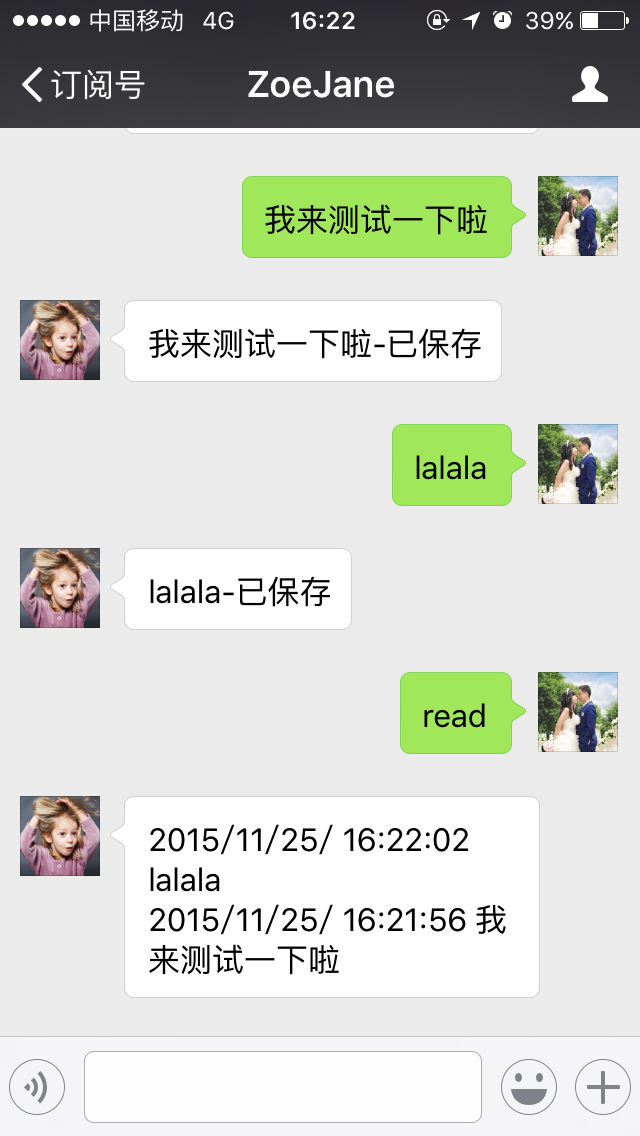 中国移动 4G 16:22 39%
订阅号 ZoeJane
我来测试一下啦
我来测试一下啦-已保存
lalala
lalala-已保存
read
2015/11/25/ 16:22:02
lalala
2015/11/25/ 16:21:56 我
来测试一下啦